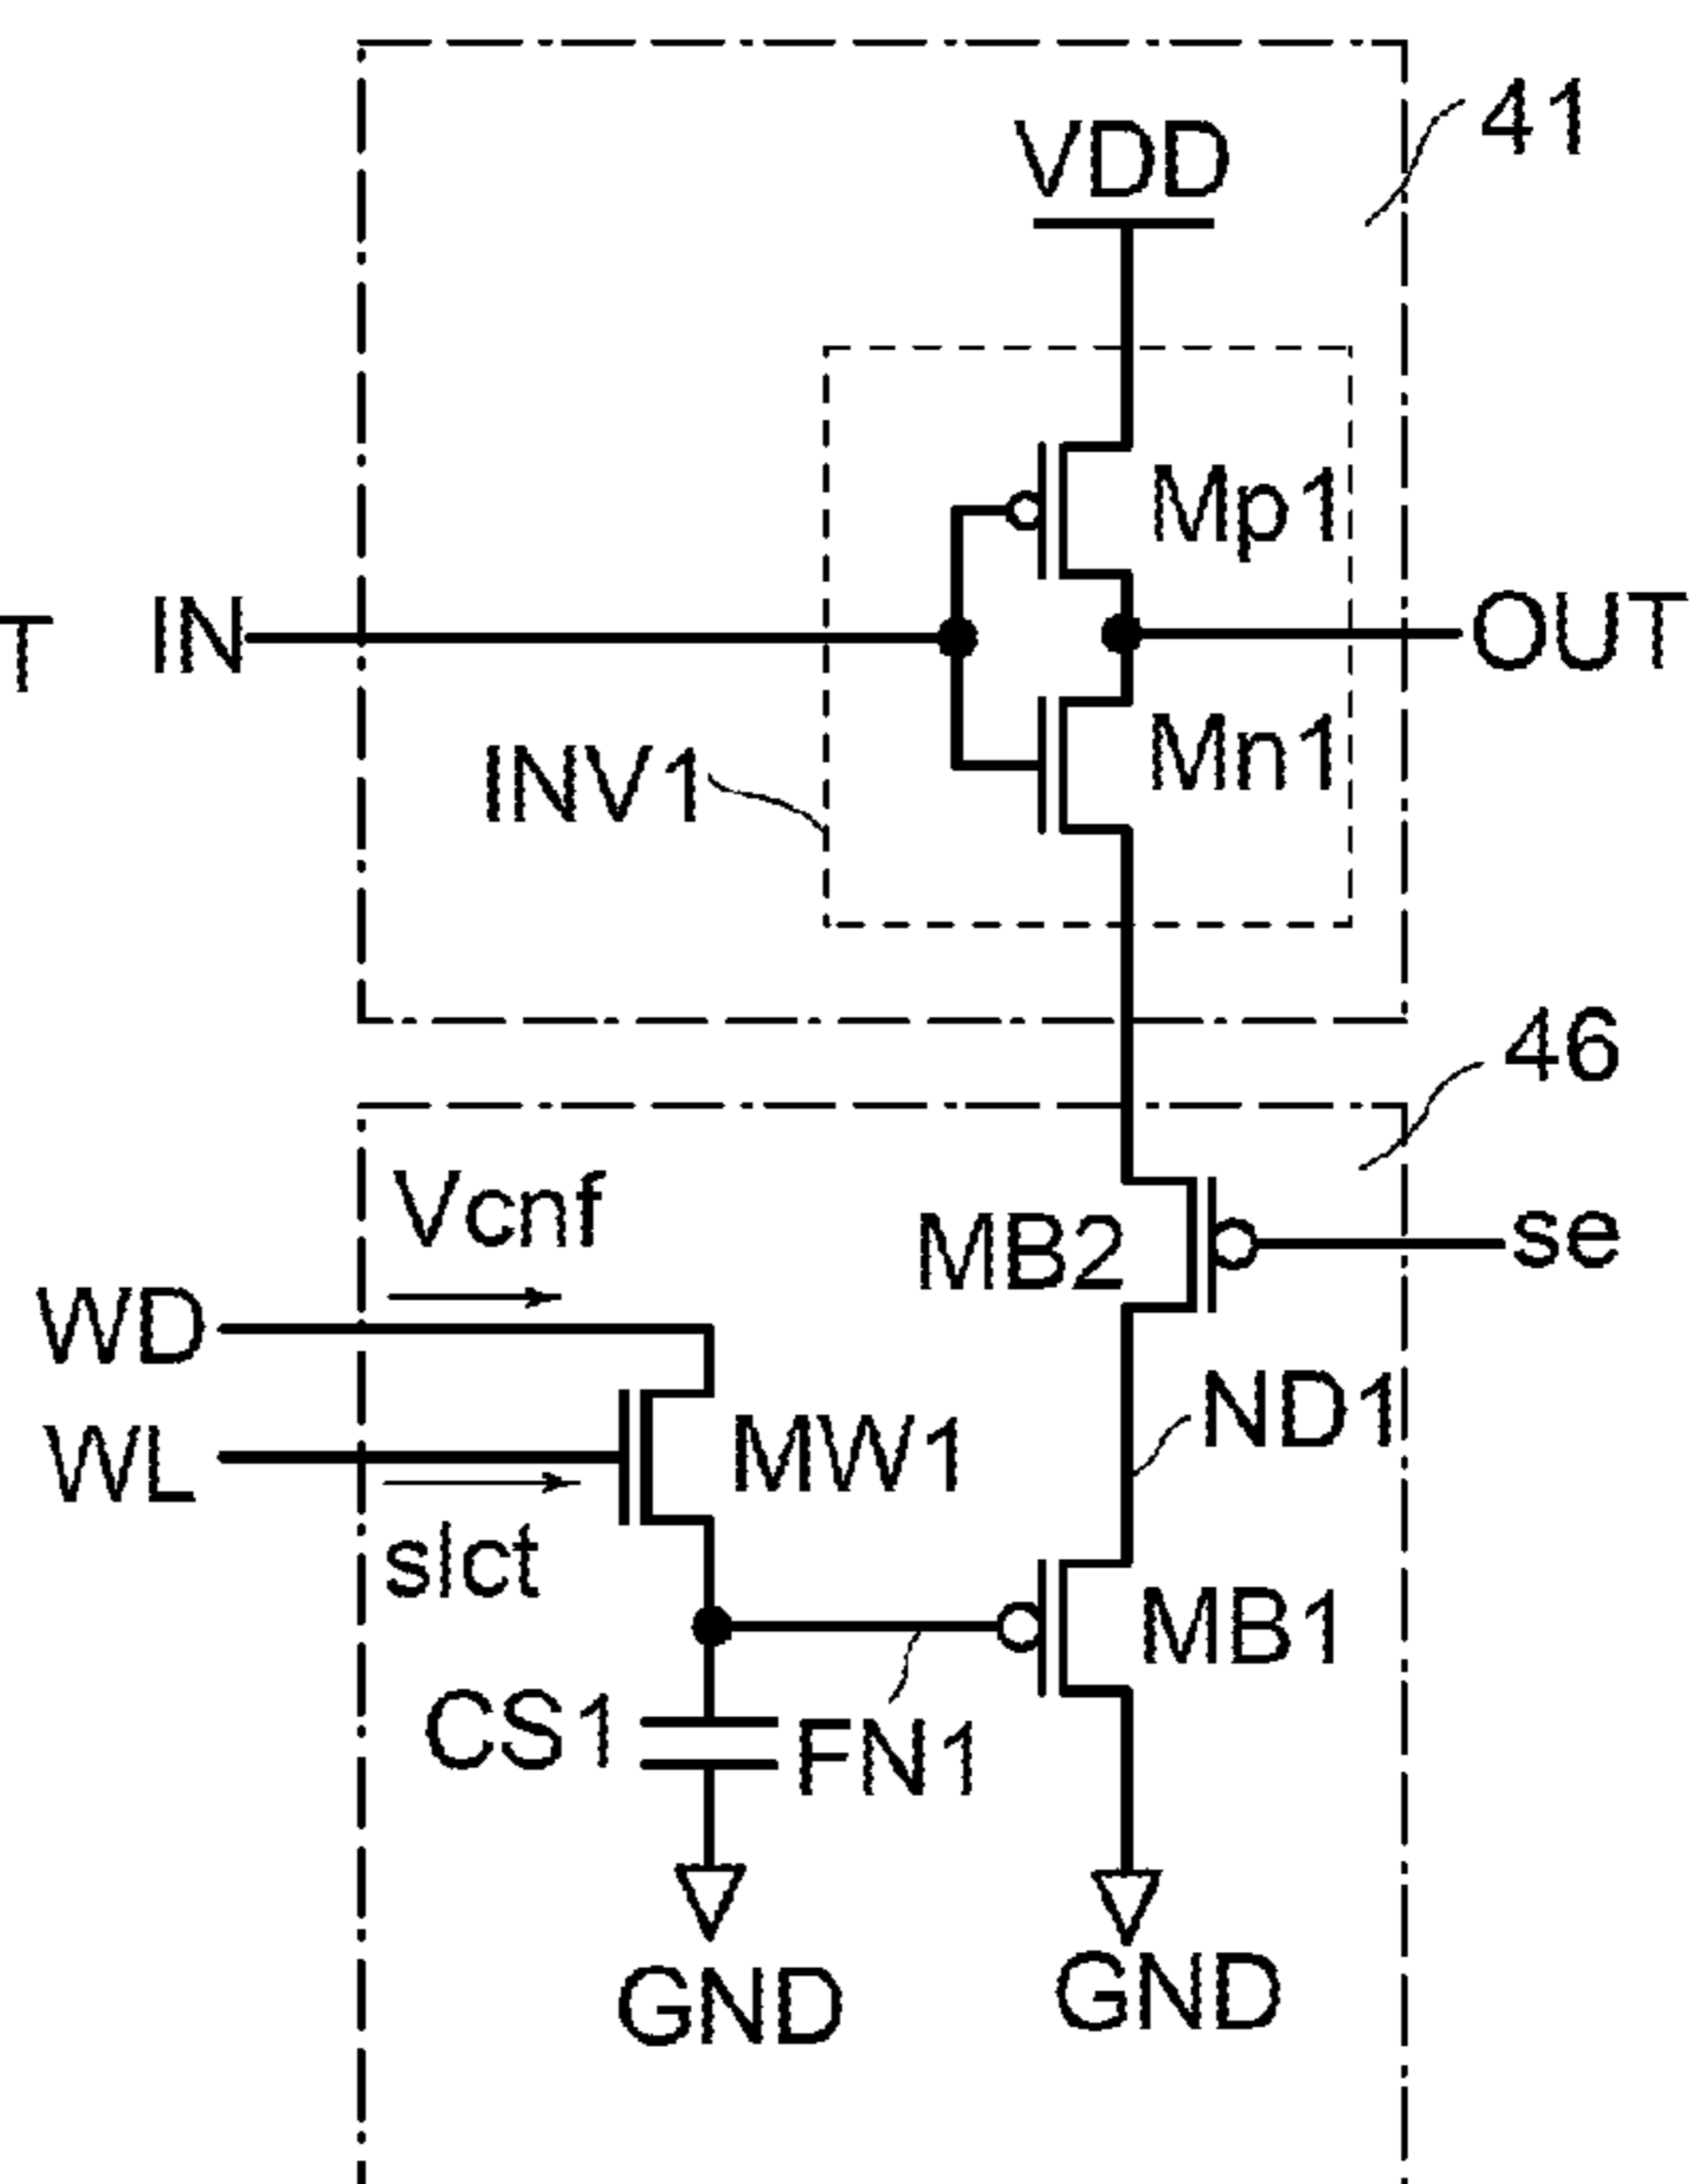 41
VDD
Mp1
T
IN
OUT
Mn1
INV1
46
Vcnf
MB2
se
WD
ND1
WL
MW1
slct
MB1
CS1
FN1
GND
GND